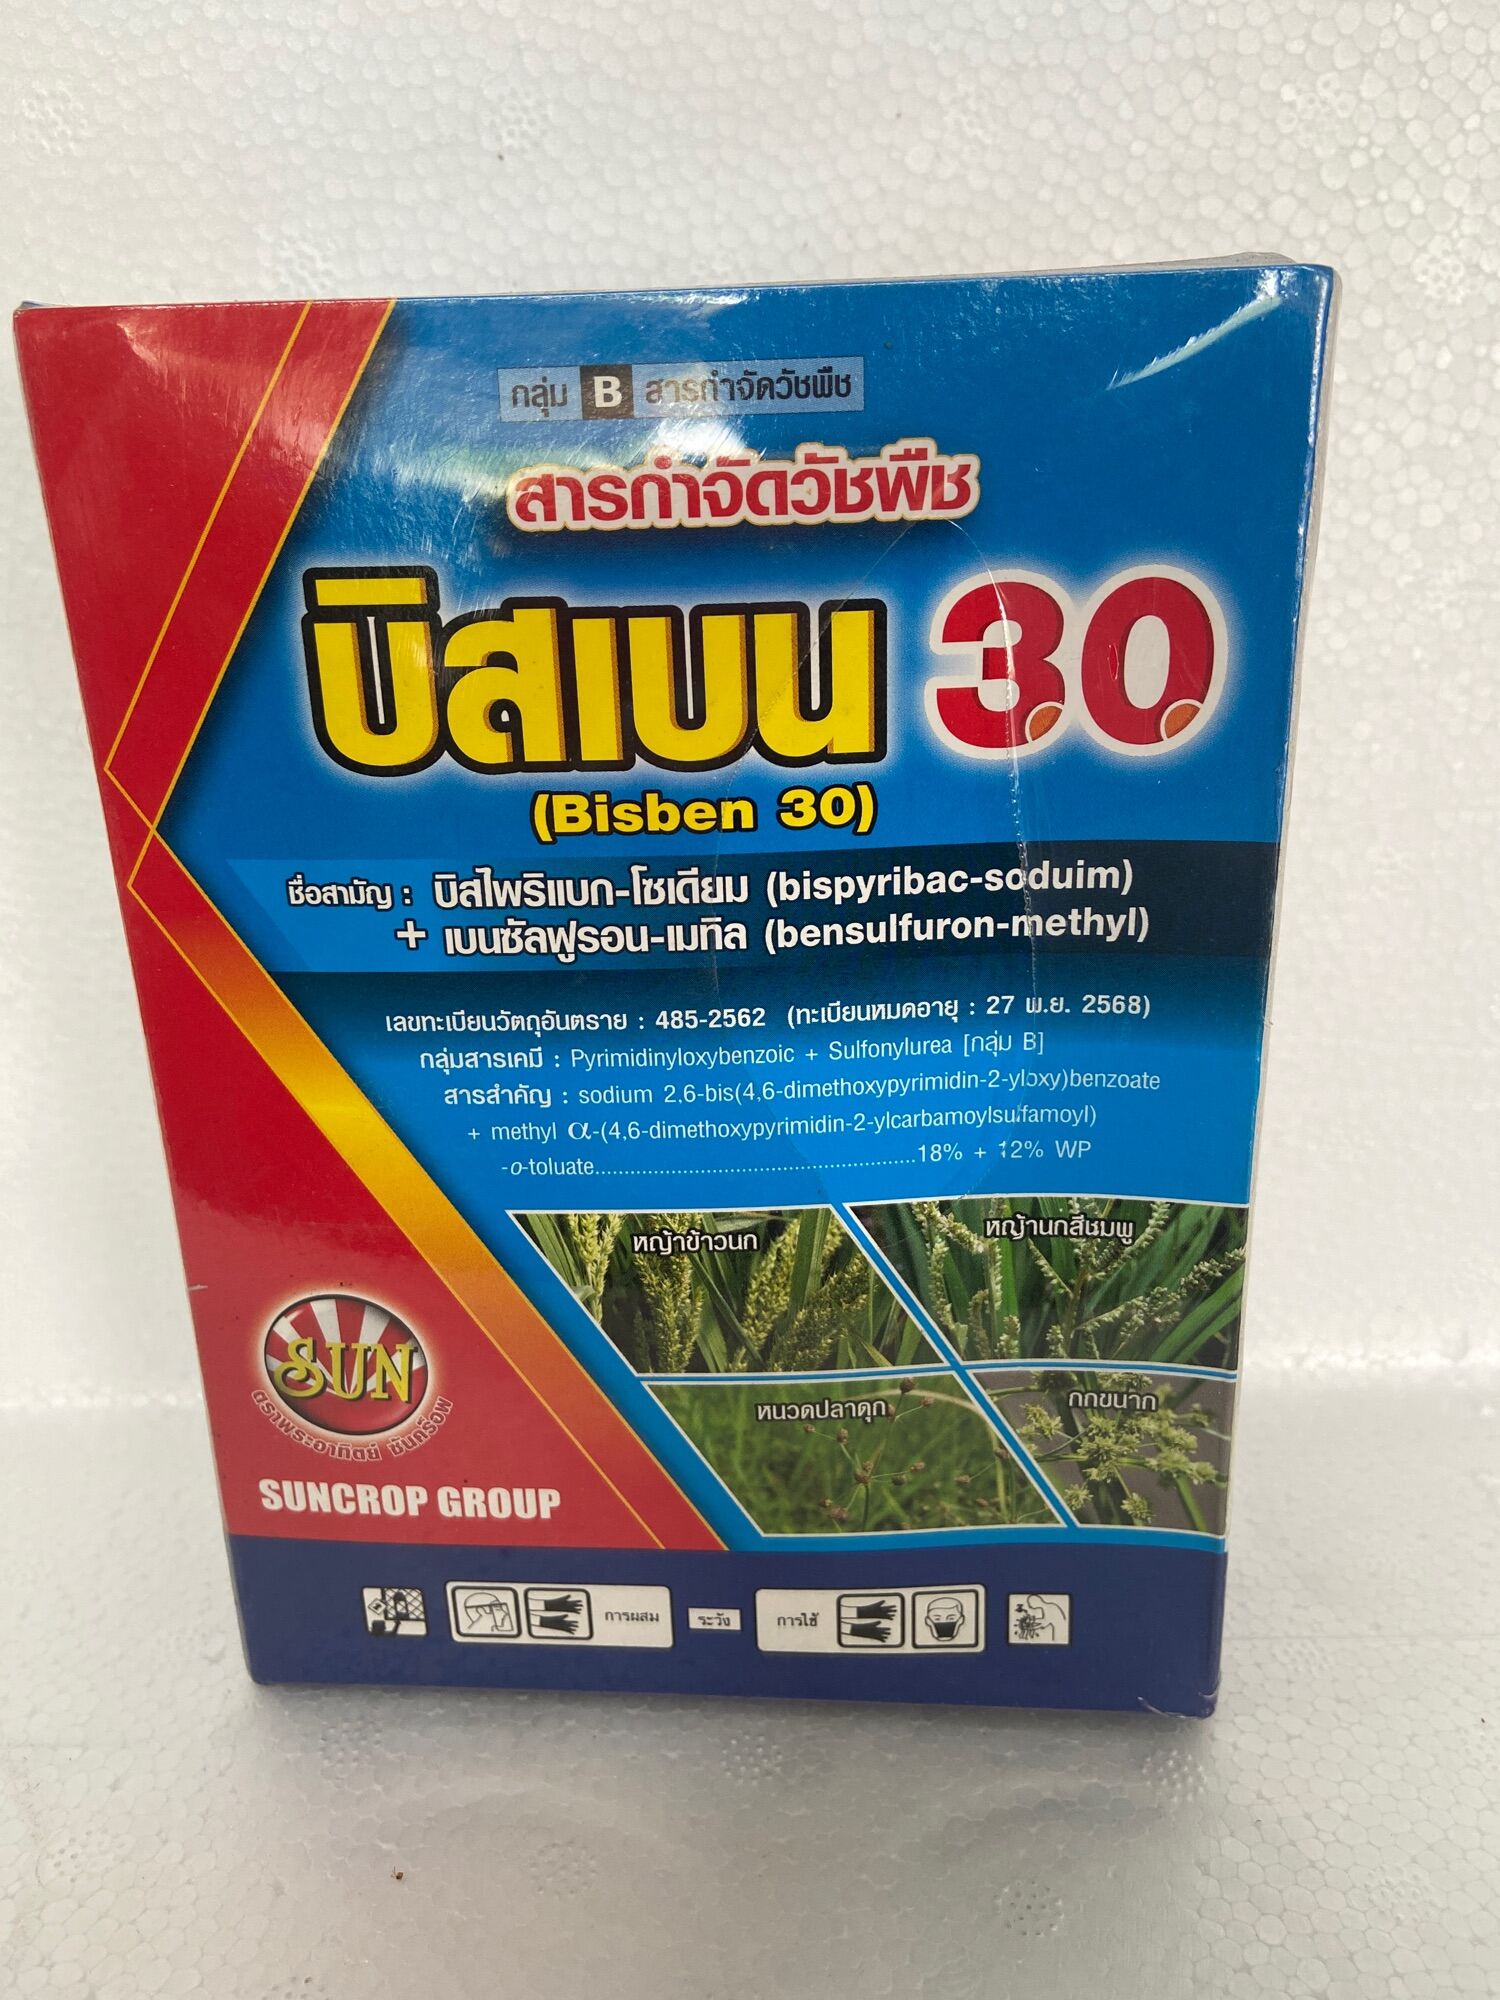 กลุ่ม B สารกำจัดวัชพืช
สารกำจัดวัชพืช
บิสเบน 30
(Bisben 30)
ชื่อสามัญ : บิสไพริแบก-โซเดียม (bispyribac-soduim)
+ เบนซัลฟูรอน-เมทิล (bensulfuron-methyl)
เลขทะเบียนวัตถุอันตราย : 485-2562 (ทะเบียนหมดอายุ : 27 พ.ย. 2568)
กลุ่มสารเคมี : Pyrimidinyloxybenzoic + Sulfonylurea [กลุ่ม B]
สารสำคัญ : sodium 2,6-bis(4,6-dimethoxypyrimidin-2-yloxy)benzoate
+ methyl α-(4,6-dimethoxypyrimidin-2-ylcarbamoylsulfamoyl)
-o-toluate......................................................18% + 12% WP
หญ้าข้าวนก
หญ้านกสีชมพู
หนวดปลาดุก
กกขนาก
SUN
ตราพระอาทิตย์ ซันครอพ
SUNCROP GROUP
การผสม
ระวัง
การใช้